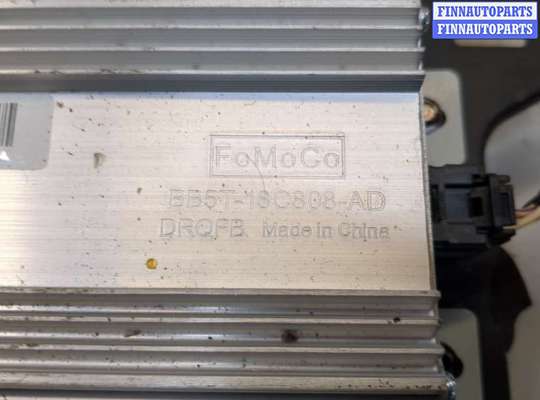 FINNAUTOPARTS
FINNAUTOPARTS
FoMoCo
BB5T-18C808-AD
DRQFB Made in China